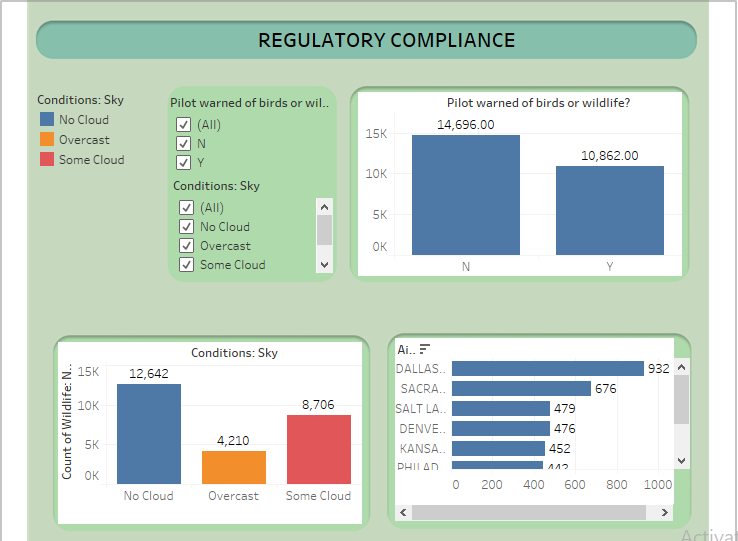 REGULATORY COMPLIANCE
Conditions: Sky
No Cloud
Overcast
Some Cloud
Pilot warned of birds or wil..
(All)
N
Y
Conditions: Sky
(All)
No Cloud
Overcast
Some Cloud
Pilot warned of birds or wildlife?
14,696.00
10,862.00
15K
10K
5K
0K
N
Y
Conditions: Sky
Count of Wildlife: N..
15K
10K
5K
0K
12,642
4,210
8,706
No Cloud
Overcast
Some Cloud
Ai..
DALLAS.. 932
SACRA.. 676
SALT LA.. 479
DENVE.. 476
KANSA.. 452
PHILAD 442
0 200 400 600 800 1000
Activat